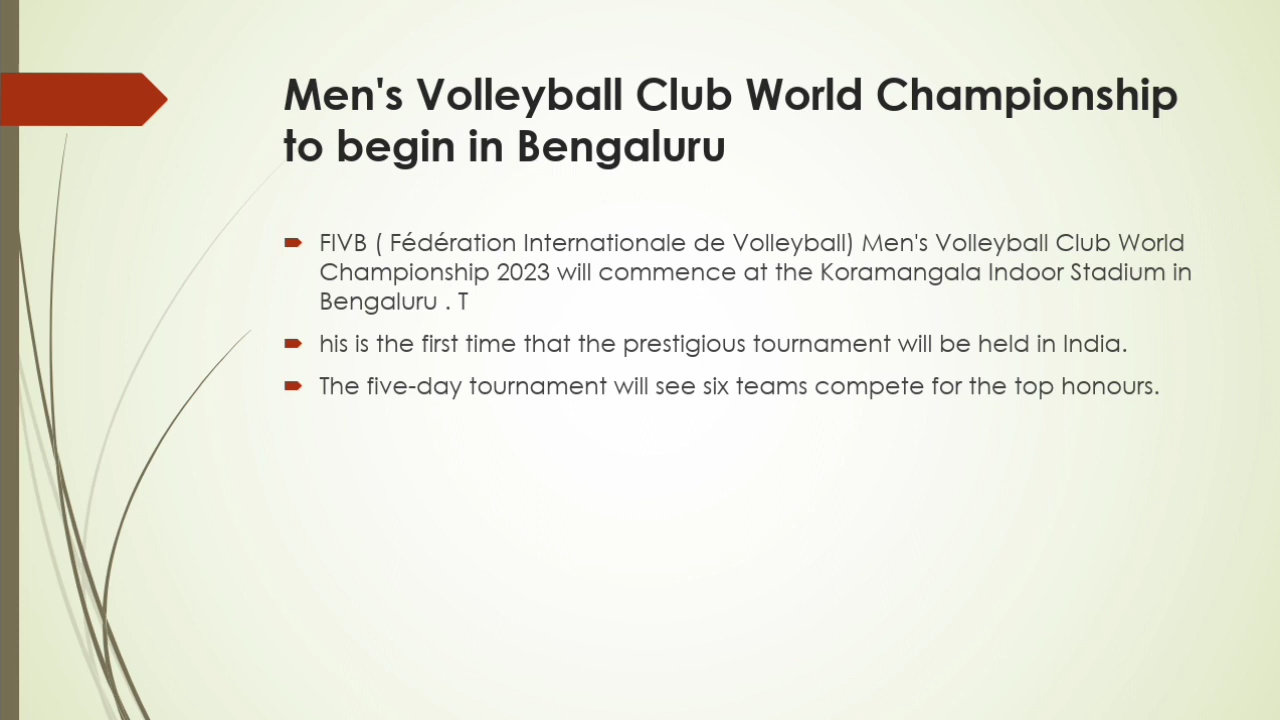 Men's Volleyball Club World Championship
to begin in Bengaluru
FIVB ( Fédération Internationale de Volleyball) Men's Volleyball Club World
Championship 2023 will commence at the Koramangala Indoor Stadium in
Bengaluru . T
his is the first time that the prestigious tournament will be held in India.
The five-day tournament will see six teams compete for the top honours.